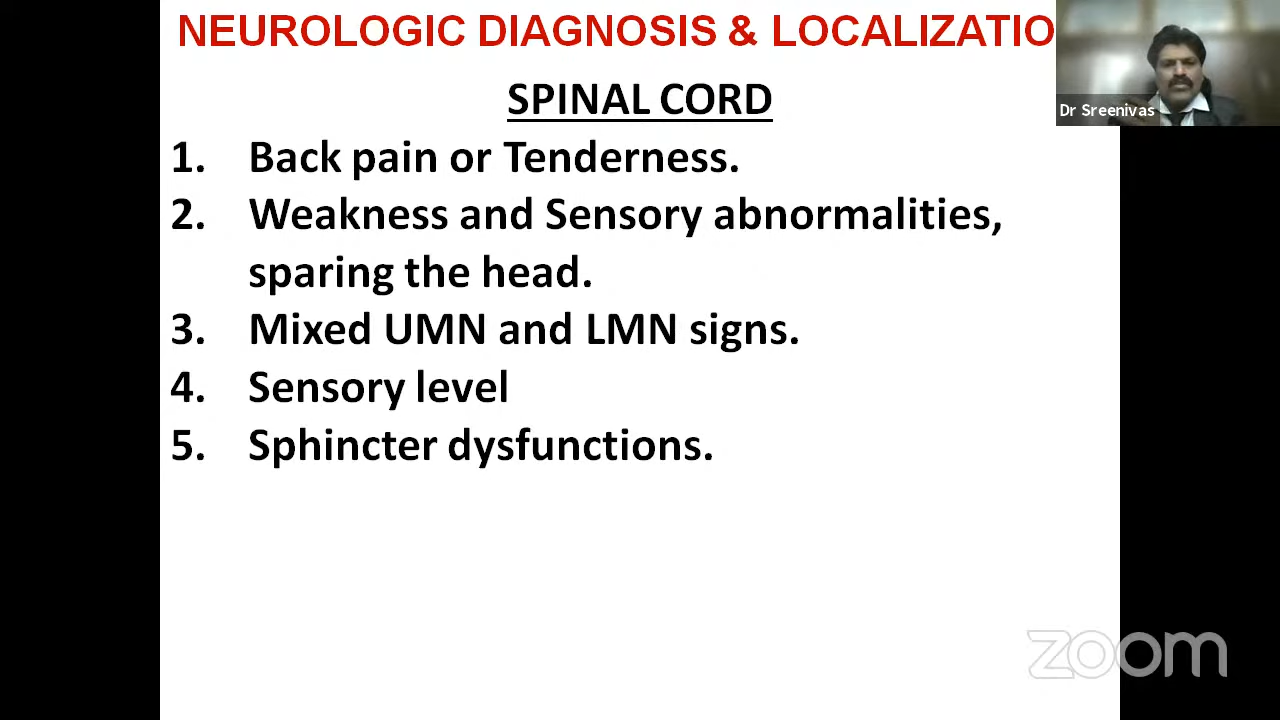 NEUROLOGIC DIAGNOSIS & LOCALIZATIO
Dr Sreenivas
SPINAL CORD
1. Back pain or Tenderness.
2. Weakness and Sensory abnormalities,
sparing the head.
3. Mixed UMN and LMN signs.
4. Sensory level
5. Sphincter dysfunctions.
zoom